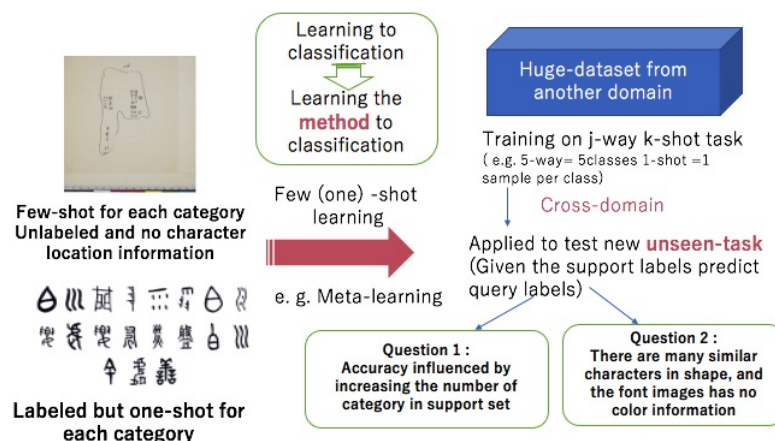 Few-shot for each category
Unlabeled and no character
location information
Labeled but one-shot for
each category
Learning to
classification
Learning the
method to
classification
Few (one) -shot
learning
e. g. Meta-learning
Huge-dataset from
another domain
Training on j-way k-shot task
( e.g. 5-way= 5classes 1-shot =1
sample per class)
Cross-domain
Applied to test new unseen-task
(Given the support labels predict
query labels)
Question 1 :
Accuracy influenced by
increasing the number of
category in support set
Question 2 :
There are many similar
characters in shape, and
the font images has no
color information